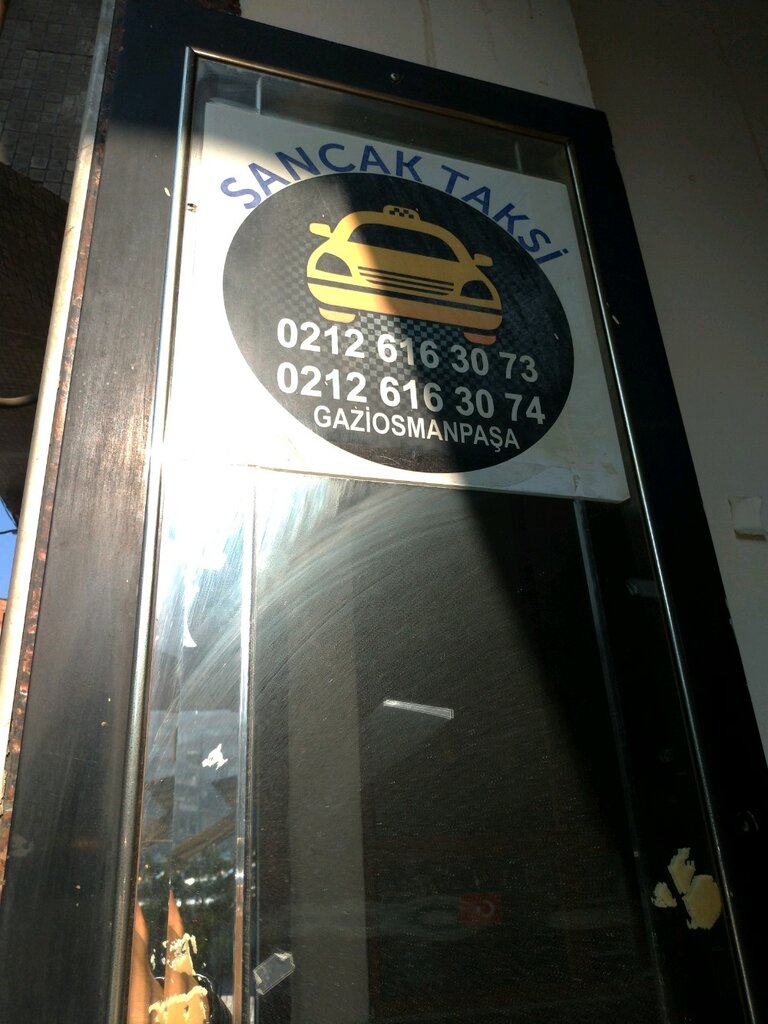 SANCAK TAKSİ
0212 616 30 73
0212 616 30 74
GAZİOSMANPAŞA